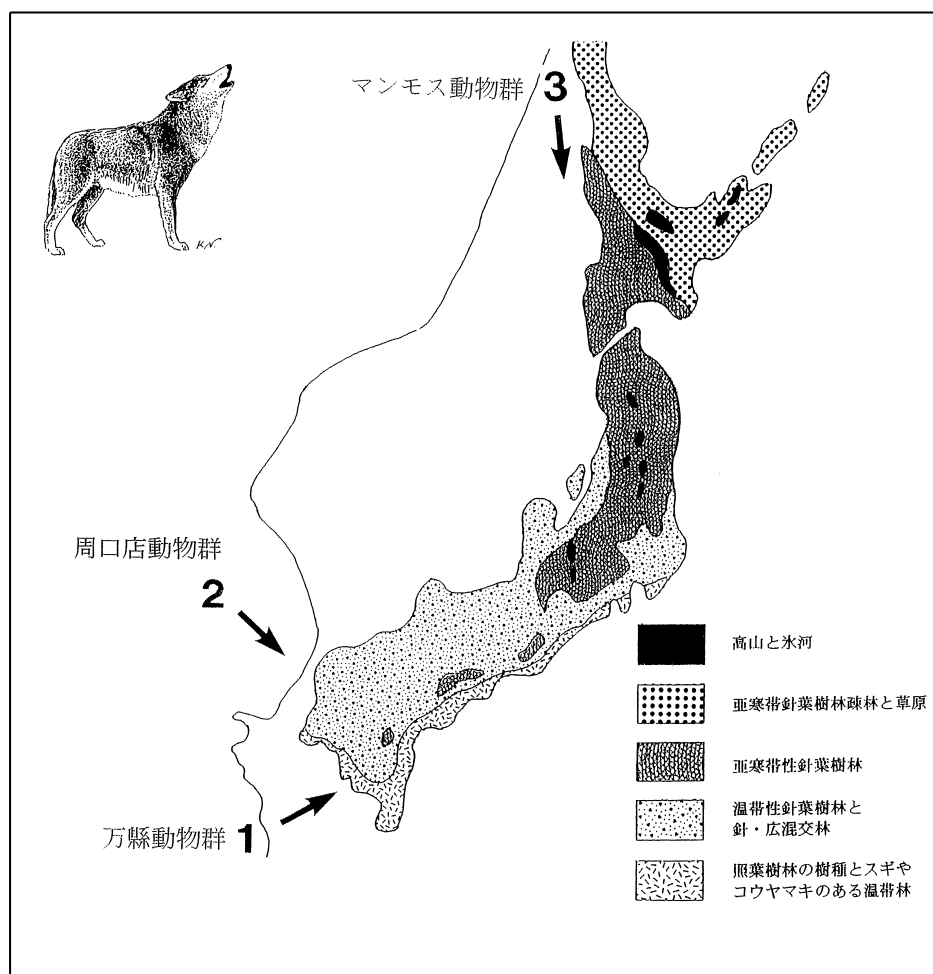 マンモス動物群 3
K.N.
周口店動物群
2
万縣動物群 1
高山と氷河
亜寒帯針葉樹林疎林と草原
亜寒帯性針葉樹林
温帯性針葉樹林と
針・広混交林
照葉樹林の樹種とスギや
コウヤマキのある温帯林